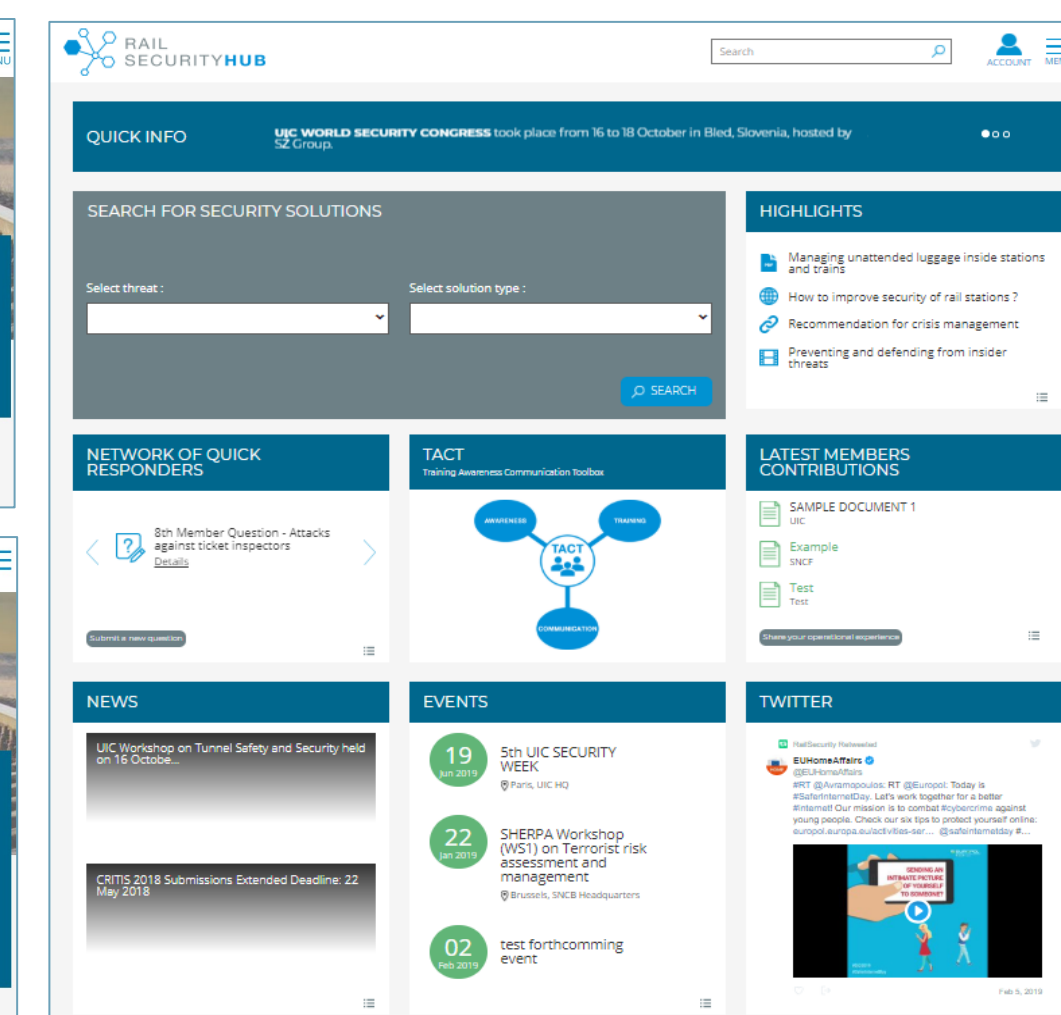 NU
RAIL
SECURITYHUB
Search
ACCOUNT
QUICK INFO
UIC WORLD SECURITY CONGRESS took place from 16 to 18 October in Bled, Slovenia, hosted by
SŽ Group.
SEARCH FOR SECURITY SOLUTIONS
Select threat :
Select solution type :
SEARCH
HIGHLIGHTS
Managing unattended luggage inside stations
and trains
How to improve security of rail stations ?
Recommendation for crisis management
Preventing and defending from insider
threats
NETWORK OF QUICK
RESPONDERS
8th Member Question - Attacks
against ticket inspectors
Details
Submit a new question
TACT
Training Awareness Communication Toolbox
AWARENESS
TRAINING
TACT
COMMUNICATION
LATEST MEMBERS
CONTRIBUTIONS
SAMPLE DOCUMENT 1
UIC
Example
SNCF
Test
Test
Share your operational experience
NEWS
UIC Workshop on Tunnel Safety and Security held
on 16 Octobe...
CRITIS 2018 Submissions Extended Deadline: 22
May 2018
EVENTS
19
Jun 2019
5th UIC SECURITY
WEEK
Paris, UIC HQ
22
Jan 2019
SHERPA Workshop
(WS1) on Terrorist risk
assessment and
management
Brussels, SNCB Headquarters
02
Feb 2019
test forthcomming
event
TWITTER
RailSecurity Retweeted
EUHomeAffairs
@EUHomeAffairs
#RT @Avramopoulos: RT @Europol: Today is
#SaferInternetDay. Let's work together for a better
#Internet! Our mission is to combat #cybercrime against
young people. Check our six tips to protect yourself online:
europol.europa.eu/activities-ser… @safeinternetday #…
SENDING AN
INTIMATE PICTURE
OF YOURSELF
TO SOMEONE?
Feb 5, 2019